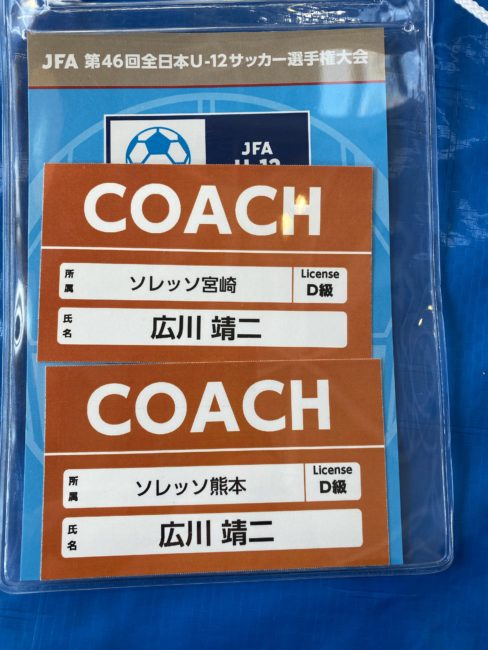 JFA 第46回全日本U-12サッカー選手権大会
JFA
U-12
COACH
所属 ソレッソ宮崎 License D級
氏名 広川 靖二
COACH
所属 ソレッソ熊本 License D級
氏名 広川 靖二